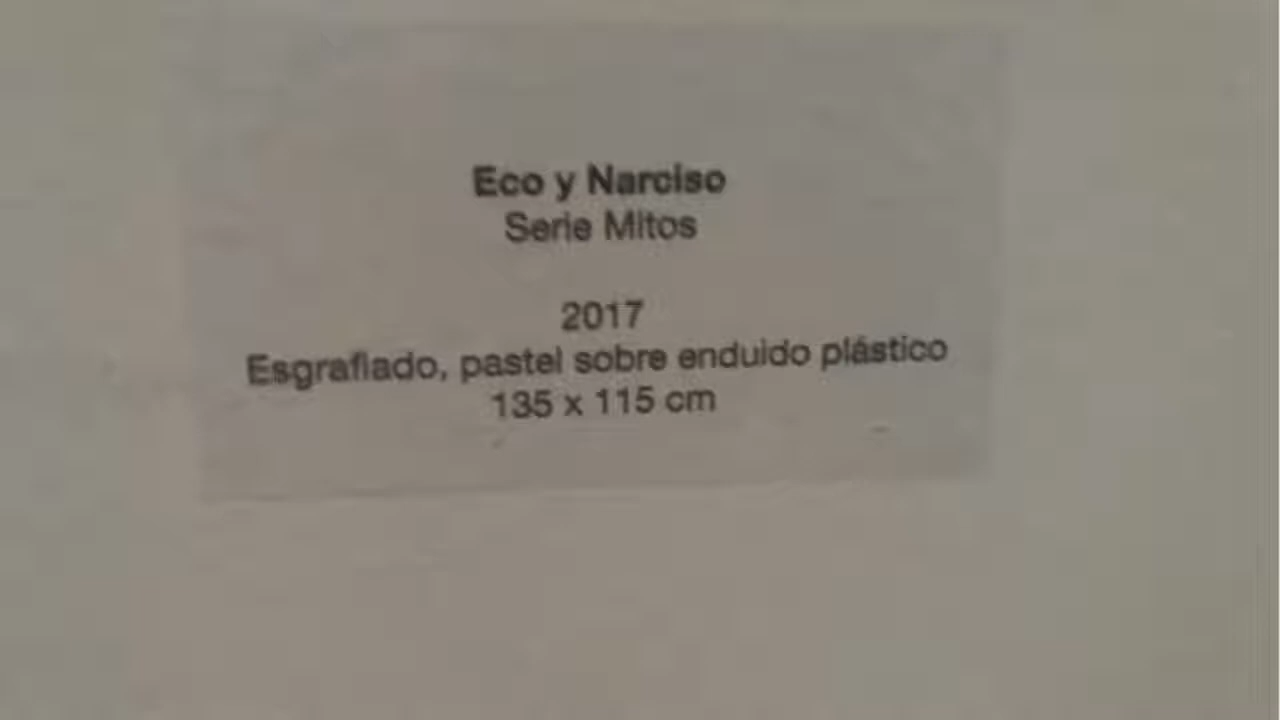 Eco y Narciso
Serie Mitos
2017
Esgrafiado, pastel sobre enduido plástico
135 x 115 cm